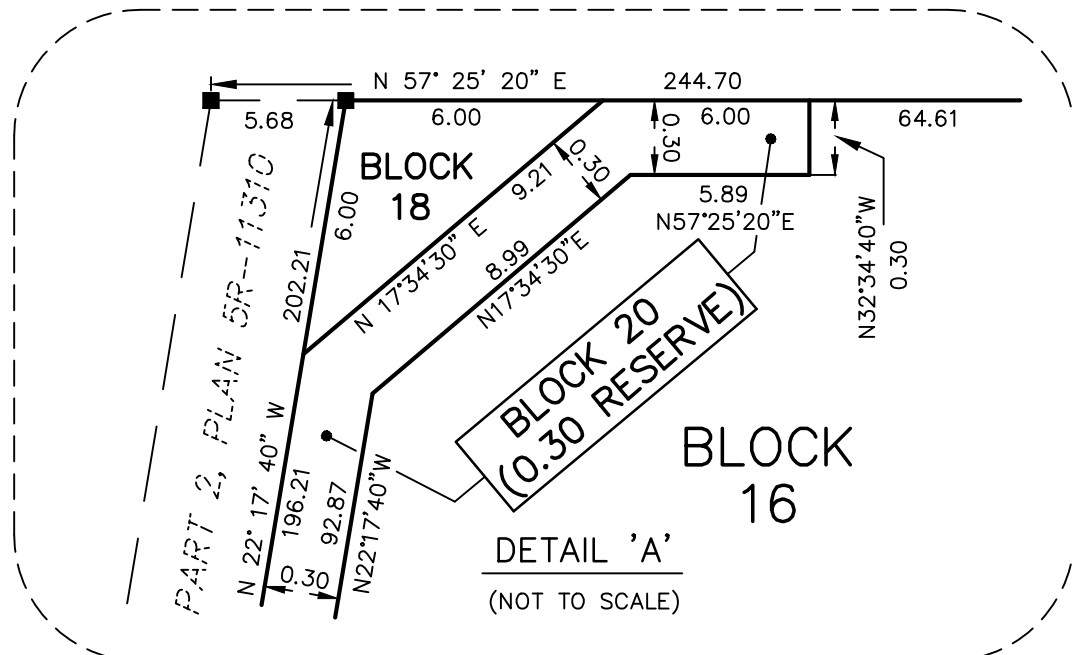 N 57° 25' 20" E
244.70
5.68
6.00
6.00
64.61
0.30
BLOCK
18
6.00
9.21
0.30
N 17°34'30" E
8.99
N17°34'30"E
5.89
N57°25'20"E
N32°34'40"W
0.30
202.21
PART 2, PLAN 5R-11310
N 22° 17' 40" W
196.21
92.87
N22°17'40"W
0.30
BLOCK 20
(0.30 RESERVE)
BLOCK
16
DETAIL 'A'
(NOT TO SCALE)